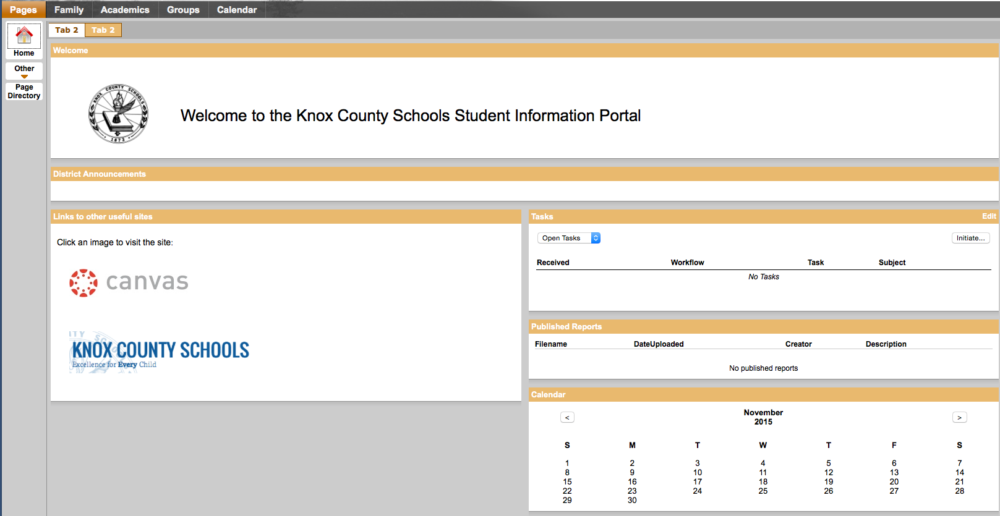 Pages Family Academics Groups Calendar
Home
Other
Page
Directory
Tab 2 Tab 2
Welcome
KNOX COUNTY SCHOOLS
1873
Welcome to the Knox County Schools Student Information Portal
District Announcements
Links to other useful sites
Click an image to visit the site:
canvas
KNOX COUNTY SCHOOLS
Excellence for Every Child
Tasks Edit
Open Tasks Initiate...
Received Workflow Task Subject
No Tasks
Published Reports
Filename DateUploaded Creator Description
No published reports
Calendar
< November >
2015
S M T W T F S
1 2 3 4 5 6 7
8 9 10 11 12 13 14
15 16 17 18 19 20 21
22 23 24 25 26 27 28
29 30